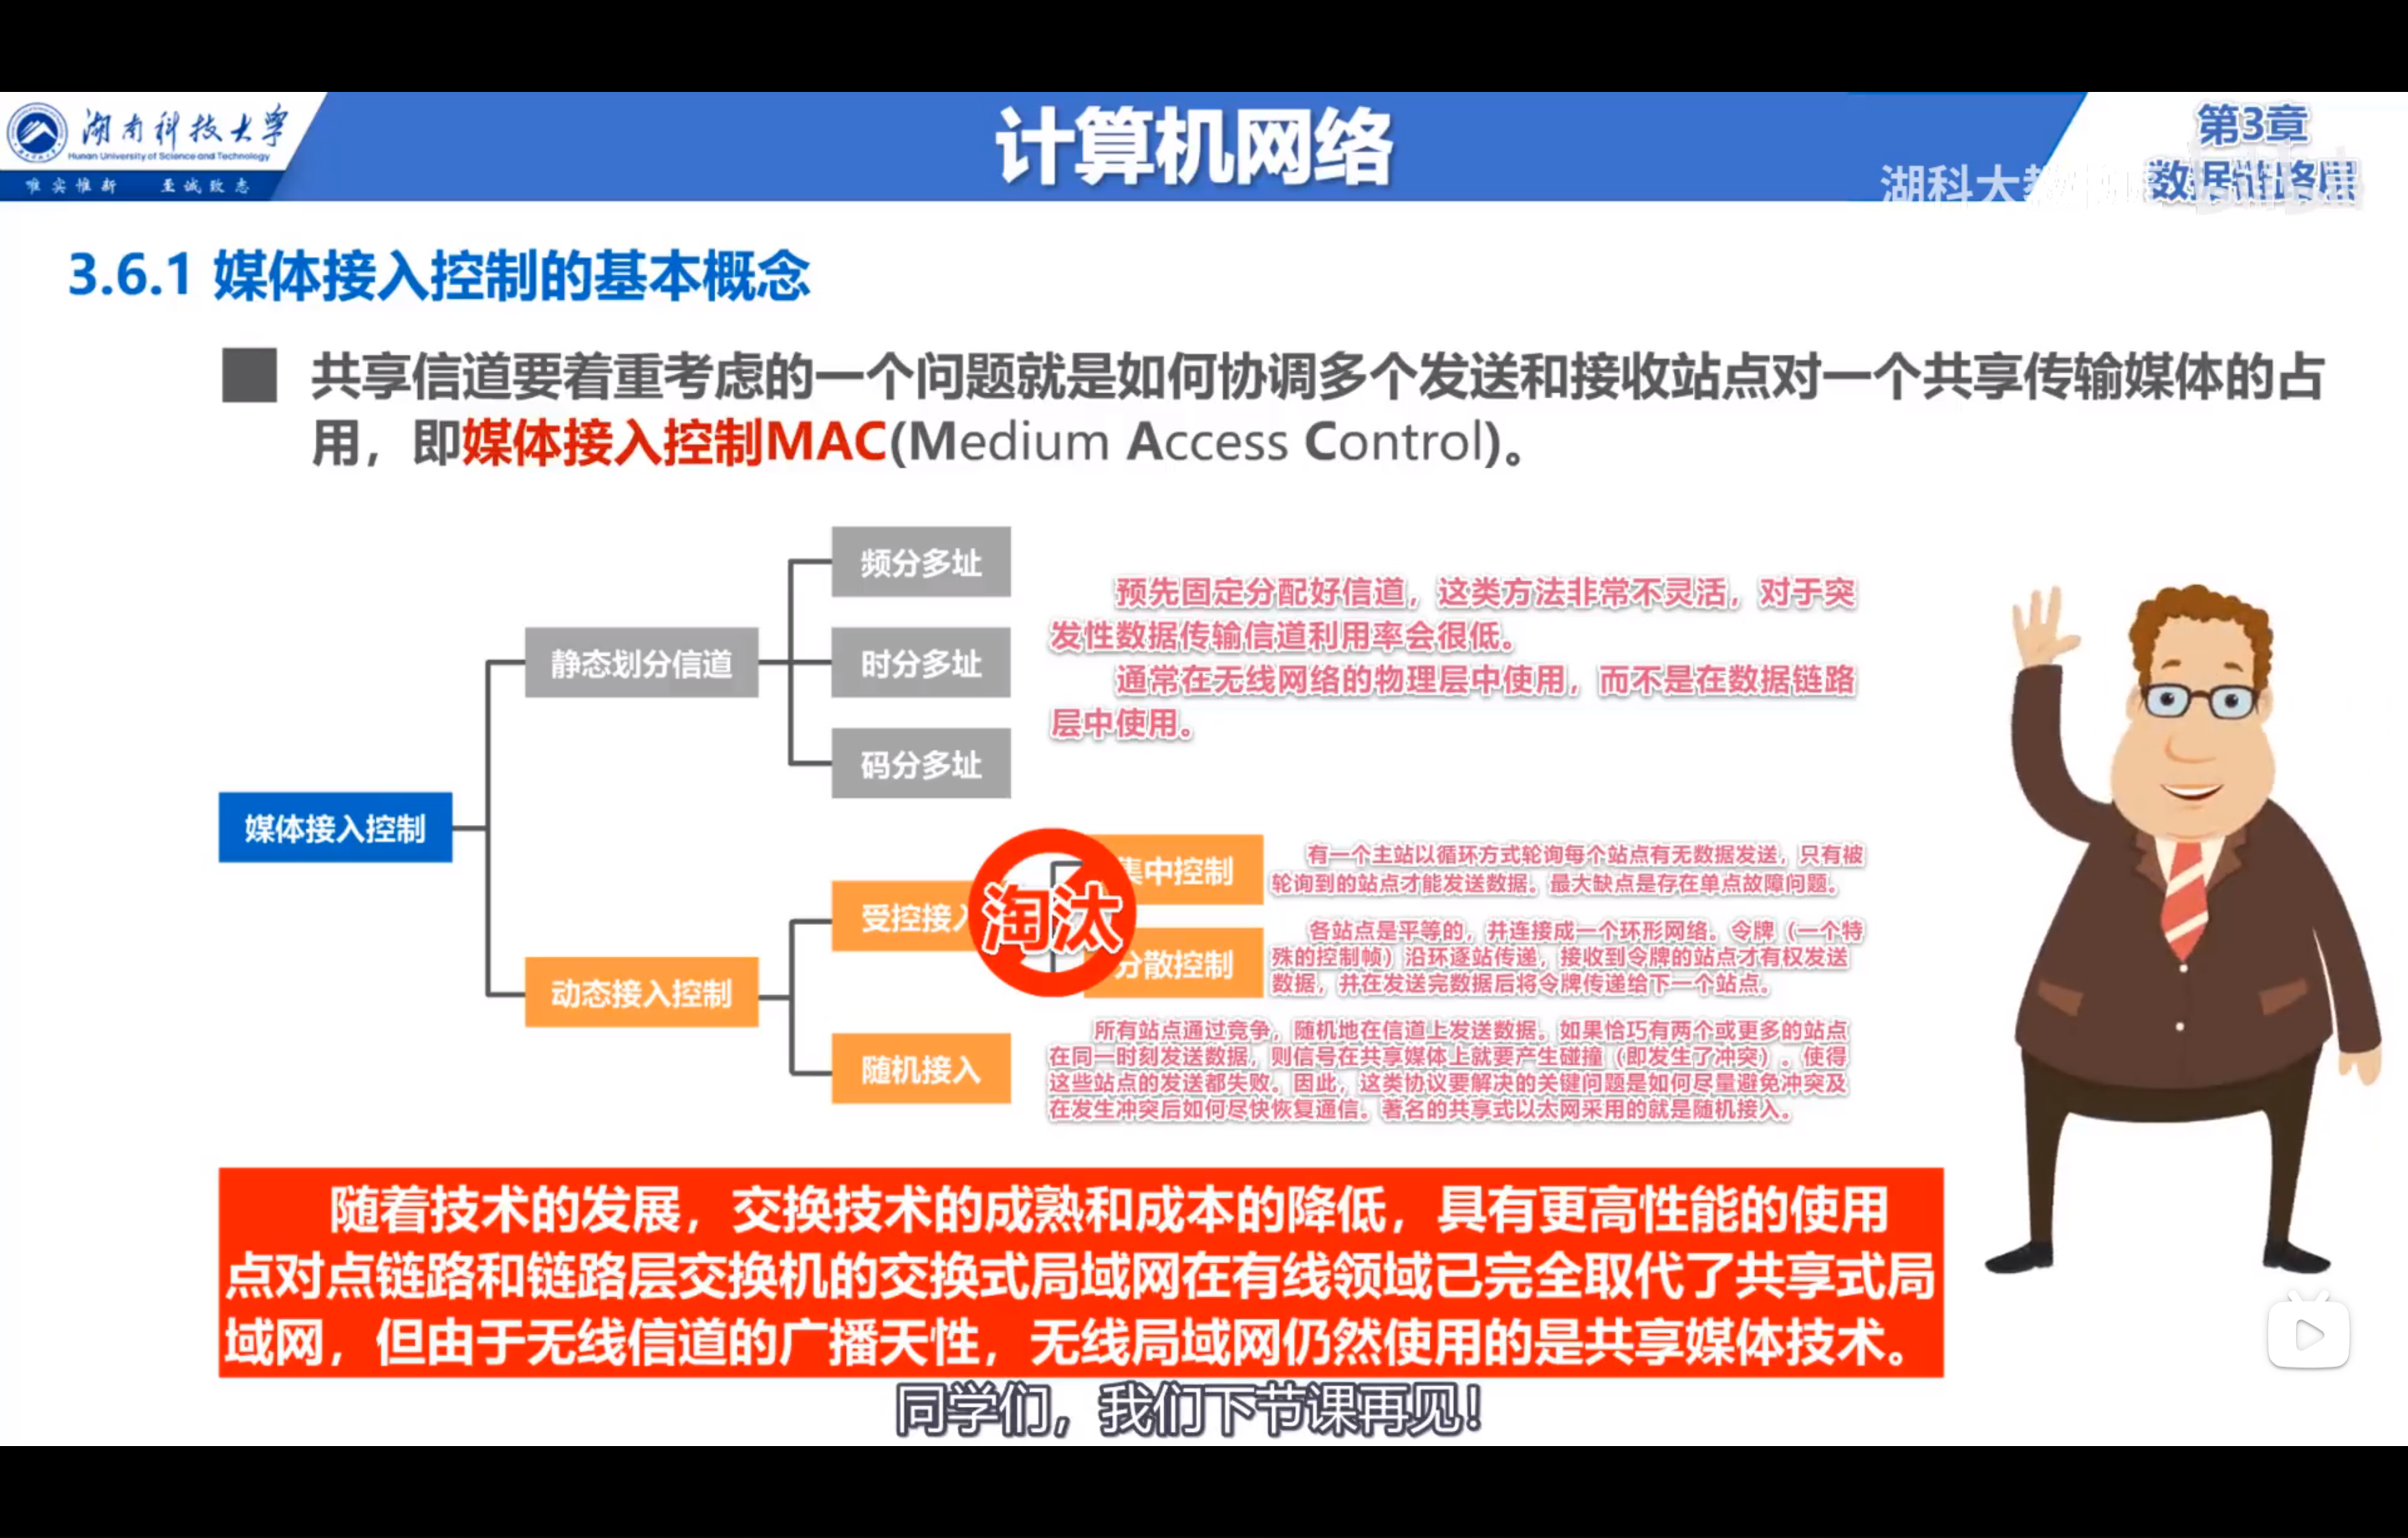 湖南科技大学
Hunan University of Science and Technology
唯实惟新 至诚致志
计算机网络
第3章
数据链路层
湖科大教
3.6.1 媒体接入控制的基本概念
共享信道要着重考虑的一个问题就是如何协调多个发送和接收站点对一个共享传输媒体的占
用，即媒体接入控制MAC(Medium Access Control)。
频分多址
静态划分信道
时分多址
码分多址
预先固定分配好信道，这类方法非常不灵活，对于突
发性数据传输信道利用率会很低。
通常在无线网络的物理层中使用，而不是在数据链路
层中使用。
媒体接入控制
动态接入控制
受控接入
淘汰
集中控制
有一个主站以循环方式轮询每个站点有无数据发送，只有被
轮询到的站点才能发送数据。最大缺点是存在单点故障问题。
分散控制
各站点是平等的，并连接成一个环形网络。令牌（一个特
殊的控制帧）沿环逐站传递，接收到令牌的站点才有权发送
数据，并在发送完数据后将令牌传递给下一个站点。
随机接入
所有站点通过竞争，随机地在信道上发送数据。如果恰巧有两个或更多的站点
在同一时刻发送数据，则信号在共享媒体上就要产生碰撞（即发生了冲突）。使得
这些站点的发送都失败。因此，这类协议要解决的关键问题是如何尽量避免冲突及
在发生冲突后如何尽快恢复通信。著名的共享式以太网采用的就是随机接入。
随着技术的发展，交换技术的成熟和成本的降低，具有更高性能的使用
点对点链路和链路层交换机的交换式局域网在有线领域已完全取代了共享式局
域网，但由于无线信道的广播天性，无线局域网仍然使用的是共享媒体技术。
同学们，我们下节课再见！